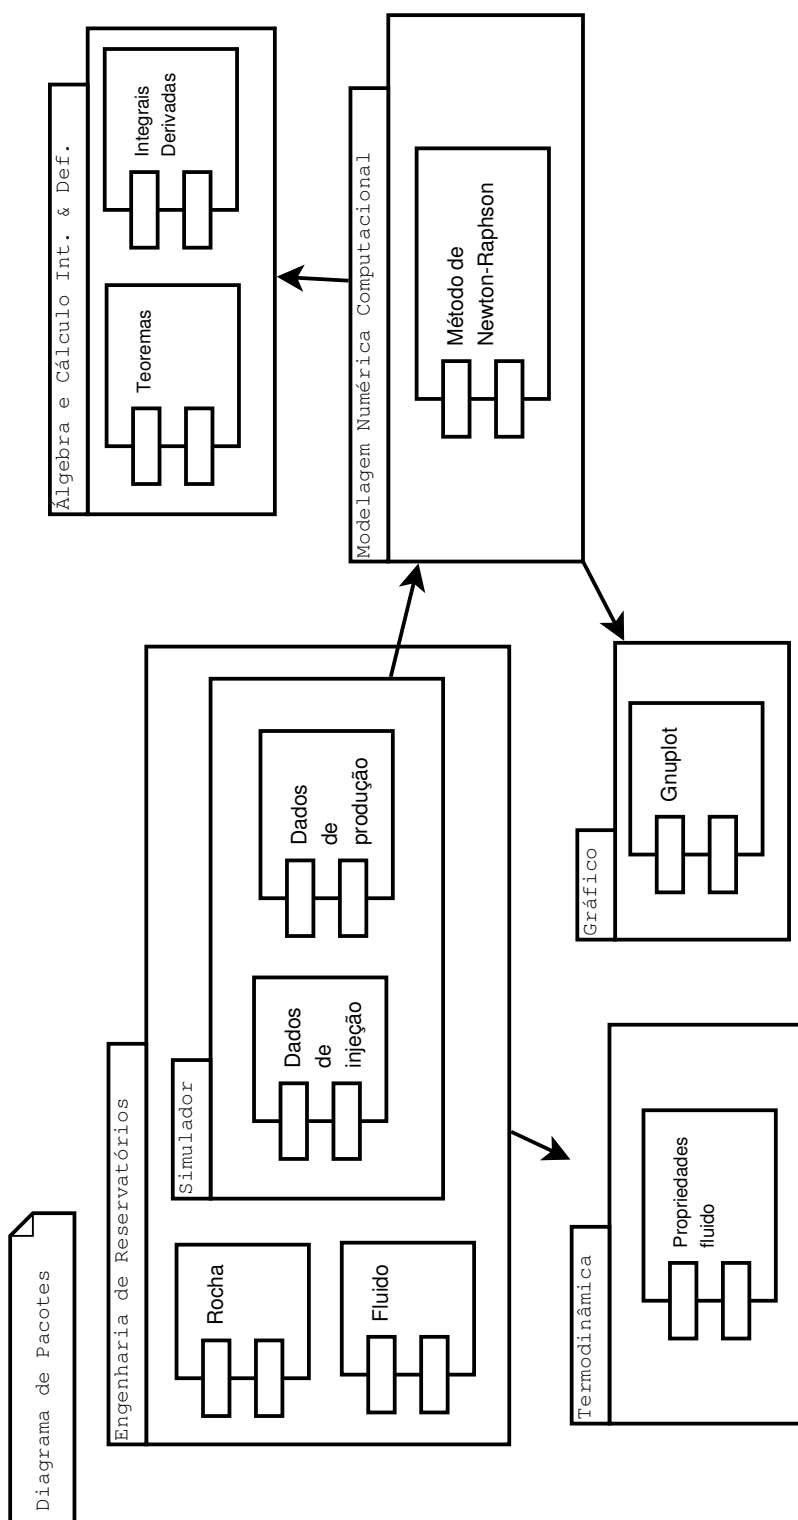 Diagrama de Pacotes
Engenharia de Reservatórios
Rocha
Fluido
Simulador
Dados
de
injeção
Dados
de
produção
Álgebra e Cálculo Int. & Def.
Teoremas
Integrais
Derivadas
Modelagem Numérica Computacional
Método de
Newton-Raphson
Termodinâmica
Propriedades
fluido
Gráfico
Gnuplot